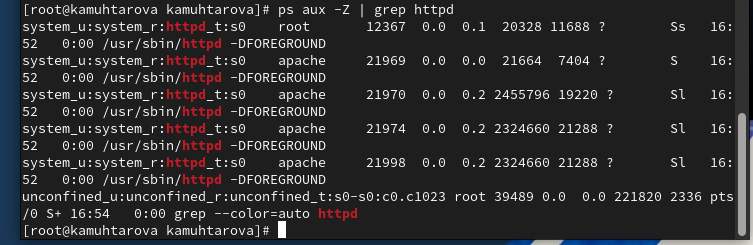 [root@kamuhtarova kamuhtarova]# ps aux -Z | grep httpd
system_u:system_r:httpd_t:s0    root       12367  0.0  0.1  20328 11688 ?        Ss   16:
52   0:00 /usr/sbin/httpd -DFOREGROUND
system_u:system_r:httpd_t:s0    apache     21969  0.0  0.0  21664  7404 ?        S    16:
52   0:00 /usr/sbin/httpd -DFOREGROUND
system_u:system_r:httpd_t:s0    apache     21970  0.0  0.2 2455796 19220 ?       Sl   16:
52   0:00 /usr/sbin/httpd -DFOREGROUND
system_u:system_r:httpd_t:s0    apache     21974  0.0  0.2 2324660 21288 ?       Sl   16:
52   0:00 /usr/sbin/httpd -DFOREGROUND
system_u:system_r:httpd_t:s0    apache     21998  0.0  0.2 2324660 21288 ?       Sl   16:
52   0:00 /usr/sbin/httpd -DFOREGROUND
unconfined_u:unconfined_r:unconfined_t:s0-s0:c0.c1023 root 39489 0.0  0.0 221820 2336 pts
/0 S+ 16:54   0:00 grep --color=auto httpd
[root@kamuhtarova kamuhtarova]#